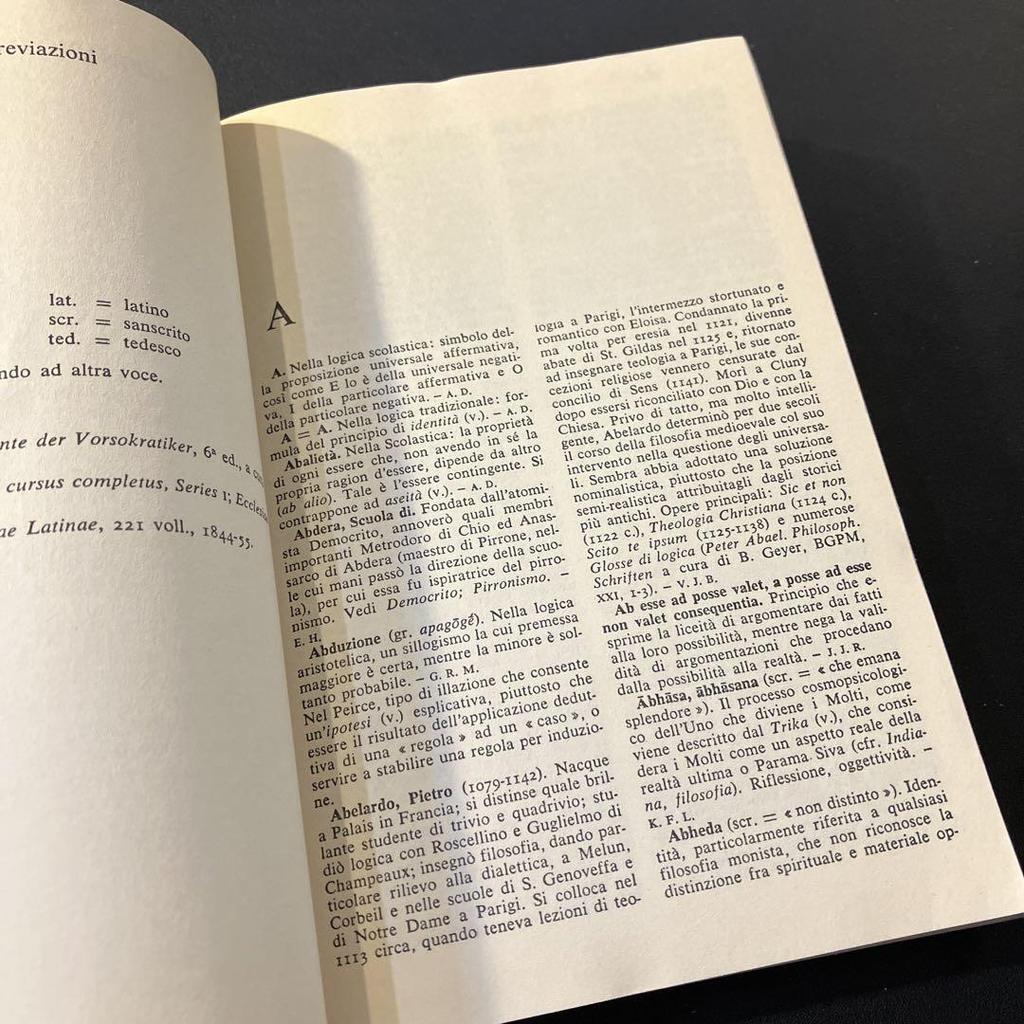 reviazioni
lat. = latino
scr. = sanscrito
ted. = tedesco
ndo ad altra voce.
nte der Vorsokratiker, 6ª ed., a
cursus completus, Series 1;
ae Latinae, 221 voll., 1844-55.
A
A. Nella logica scolastica: simbolo del-
la proposizione universale affermativa,
così come E lo è della universale negati-
va, I della particolare affermativa e O
della particolare negativa. – A. D.
A = A. Nella logica tradizionale: for-
mula del principio di identità (v.). – A. D.
Abalietà. Nella Scolastica: la proprietà
di ogni essere che, non avendo in sé la
propria ragion d'essere, dipende da altro
(ab alio). Tale è l'essere contingente. Si
contrappone ad aseità (v.). – A. D.
Abdera, Scuola di. Fondata dall'atomi-
sta Democrito, annoverò quali membri
importanti Metrodoro di Chio ed Anas-
sarco di Abdera (maestro di Pirrone, nel-
le cui mani passò la direzione della scuo-
la), per cui essa fu ispiratrice del pirro-
nismo. Vedi Democrito; Pirronismo. –
E. H.
Abduzione (gr. apagōgḗ). Nella logica
aristotelica, un sillogismo la cui premessa
maggiore è certa, mentre la minore è sol-
tanto probabile. – G. R. M.
Nel Peirce, tipo di illazione che consente
un'ipotesi (v.) esplicativa, piuttosto che
essere il risultato dell'applicazione dedut-
tiva di una « regola » ad un « caso », o
servire a stabilire una regola per induzio-
ne.
Abelardo, Pietro (1079-1142). Nacque
a Palais in Francia; si distinse quale bril-
lante studente di trivio e quadrivio; stu-
diò logica con Roscellino e Guglielmo di
Champeaux; insegnò filosofia, dando par-
ticolare rilievo alla dialettica, a Melun,
Corbeil e nelle scuole di S. Genoveffa e
di Notre Dame a Parigi. Si colloca nel
1113 circa, quando teneva lezioni di teo-
logia a Parigi, l'intermezzo sfortunato e
romantico con Eloisa. Condannato la pri-
ma volta per eresia nel 1121, divenne
abate di St. Gildas nel 1125 e, ritornato
ad insegnare teologia a Parigi, le sue con-
cezioni religiose vennero censurate dal
concilio di Sens (1141). Morì a Cluny
dopo essersi riconciliato con Dio e con la
Chiesa. Privo di tatto, ma molto intelli-
gente, Abelardo determinò per due secoli
il corso della filosofia medioevale col suo
intervento nella questione degli universa-
li. Sembra abbia adottato una soluzione
nominalistica, piuttosto che la posizione
semi-realistica attribuitagli dagli storici
più antichi. Opere principali: Sic et non
(1122 c.), Theologia Christiana (1124 c.),
Scito te ipsum (1125-1138) e numerose
Glosse di logica (Peter Abael. Philosoph.
Schriften a cura di B. Geyer, BGPM,
XXI, 1-3). – V. J. B.
Ab esse ad posse valet, a posse ad esse
non valet consequentia. Principio che e-
sprime la liceità di argomentare dai fatti
alla loro possibilità, mentre nega la vali-
dità di argomentazioni che procedano
dalla possibilità alla realtà. – J. J. R.
Ābhāsa, ābhāsana (scr. = « che emana
splendore »). Il processo cosmopsicologi-
co dell'Uno che diviene i Molti, come
viene descritto dal Trika (v.), che consi-
dera i Molti come un aspetto reale della
realtà ultima o Parama Siva (cfr. India-
na, filosofia). Riflessione, oggettività. –
K. F. L.
Abheda (scr. = « non distinto »). Iden-
tità, particolarmente riferita a qualsiasi
filosofia monista, che non riconosce la
distinzione fra spirituale e materiale op-